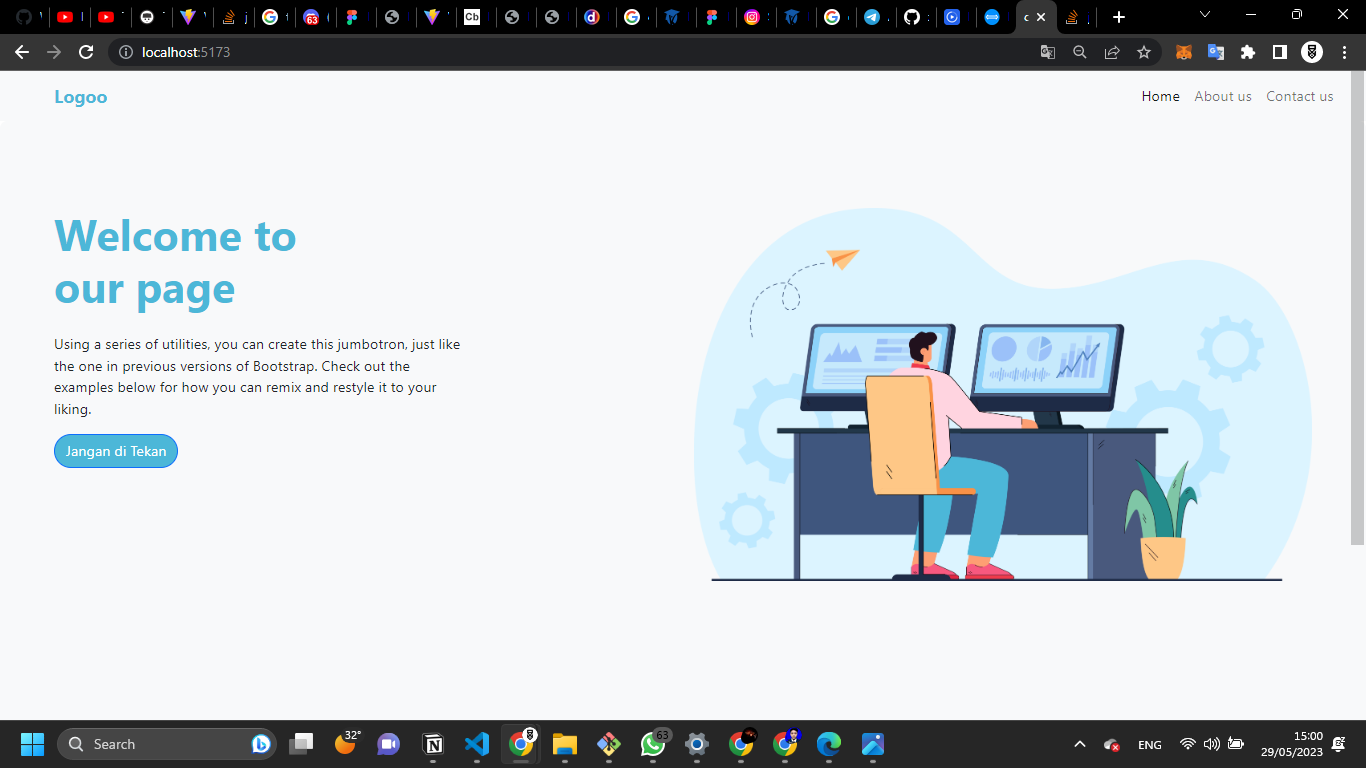 63
Cb
localhost:5173
Logoo
Home About us Contact us
Welcome to
our page
Using a series of utilities, you can create this jumbotron, just like
the one in previous versions of Bootstrap. Check out the
examples below for how you can remix and restyle it to your
liking.
Jangan di Tekan
Search
32°
63
ENG
15:00
29/05/2023